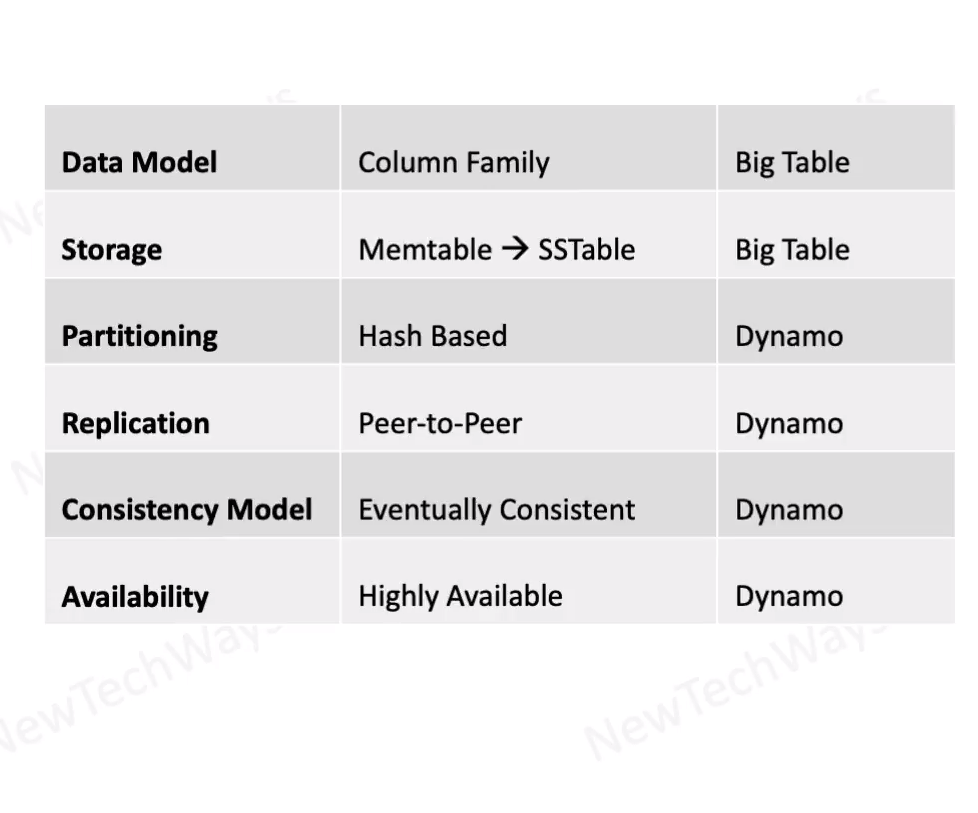 Data Model Column Family Big Table
Storage Memtable → SSTable Big Table
Partitioning Hash Based Dynamo
Replication Peer-to-Peer Dynamo
Consistency Model Eventually Consistent Dynamo
Availability Highly Available Dynamo
NewTechWays NewTechWays